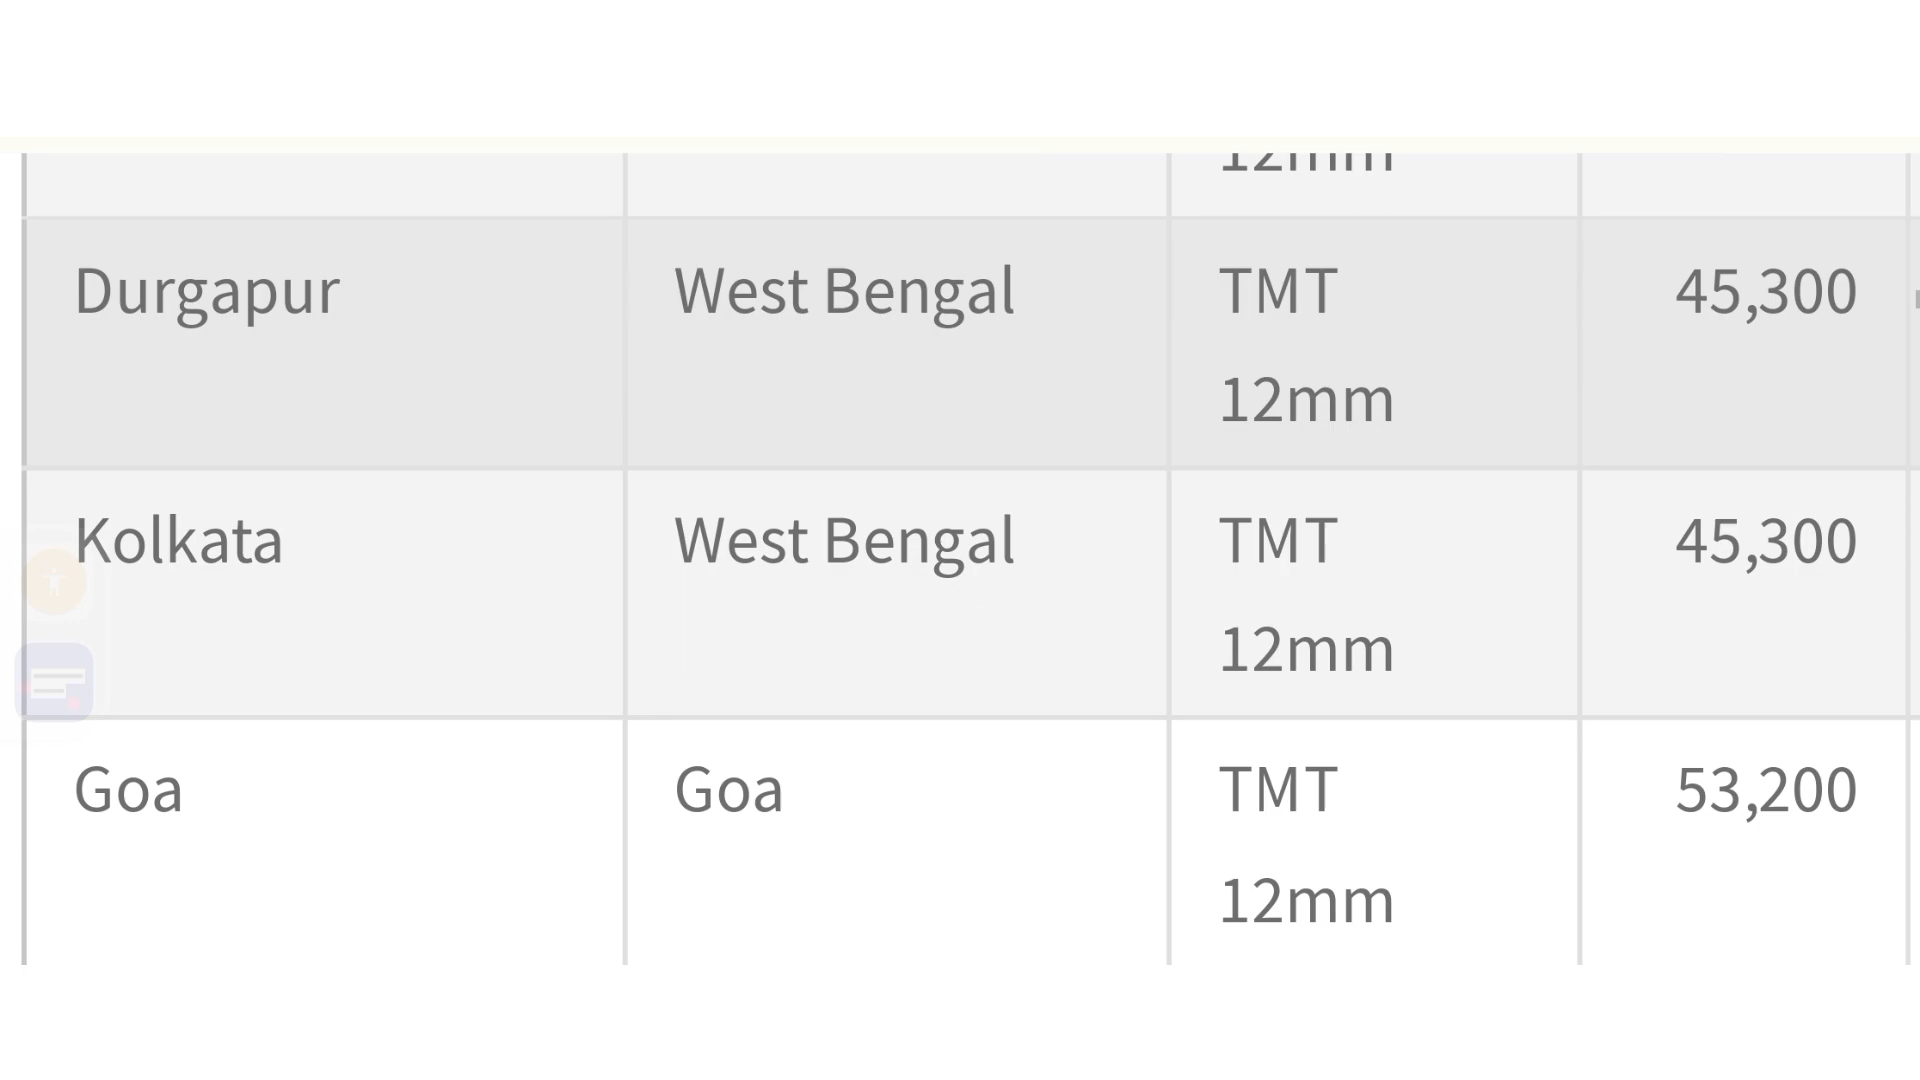 12mm
Durgapur West Bengal TMT 45,300
12mm
Kolkata West Bengal TMT 45,300
12mm
Goa Goa TMT 53,200
12mm